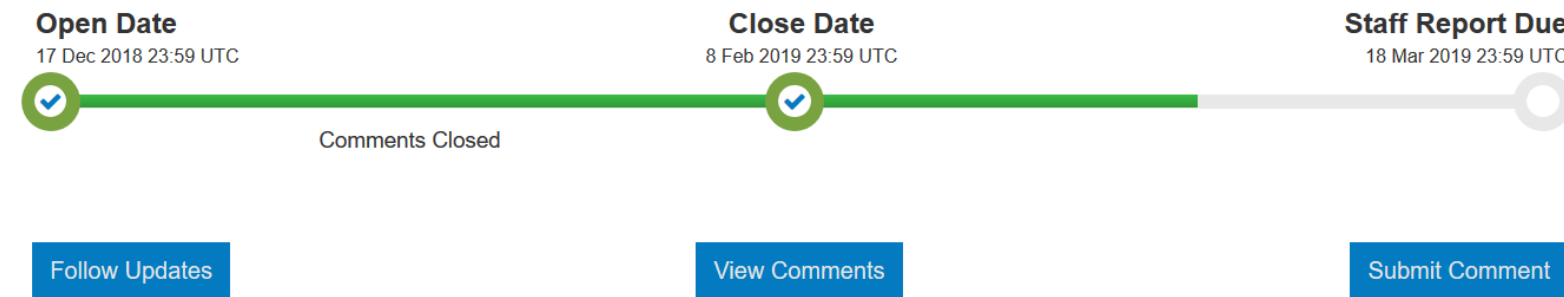 Open Date
17 Dec 2018 23:59 UTC
Close Date
8 Feb 2019 23:59 UTC
Staff Report Due
18 Mar 2019 23:59 UTC
Comments Closed
Follow Updates
View Comments
Submit Comment